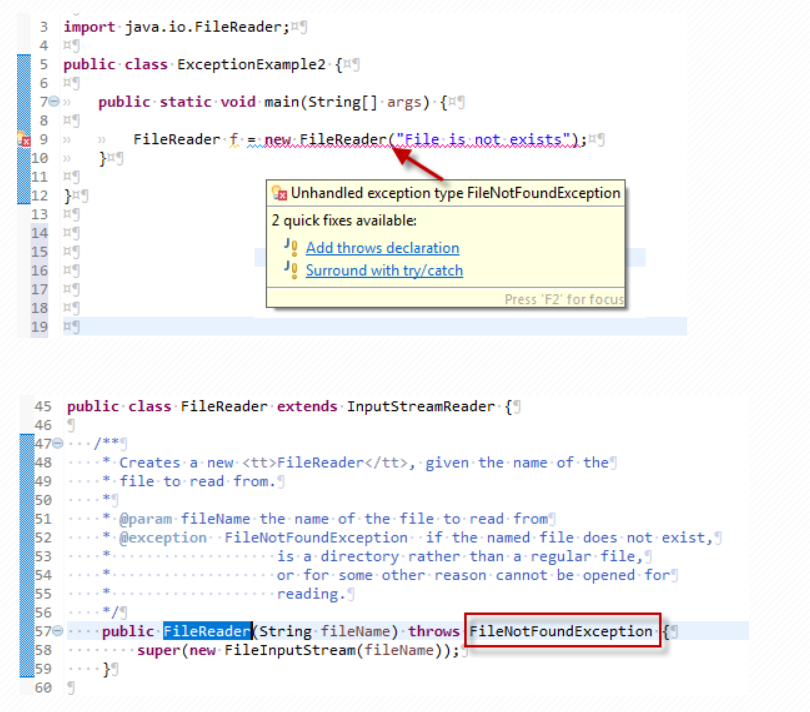 3 import java.io.FileReader;
4
5 public class ExceptionExample2 {
6
7 public static void main(String[] args) {
8
9 FileReader f = new FileReader("File is not exists");
10 }
11
12 }
13
14
15
16
17
18
19
Unhandled exception type FileNotFoundException
2 quick fixes available:
Add throws declaration
Surround with try/catch
Press 'F2' for focus
45 public class FileReader extends InputStreamReader {
46
47 /**
48 * Creates a new <tt>FileReader</tt>, given the name of the
49 * file to read from.
50 *
51 * @param fileName the name of the file to read from
52 * @exception FileNotFoundException if the named file does not exist,
53 * is a directory rather than a regular file,
54 * or for some other reason cannot be opened for
55 * reading.
56 */
57 public FileReader(String fileName) throws FileNotFoundException {
58 super(new FileInputStream(fileName));
59 }
60